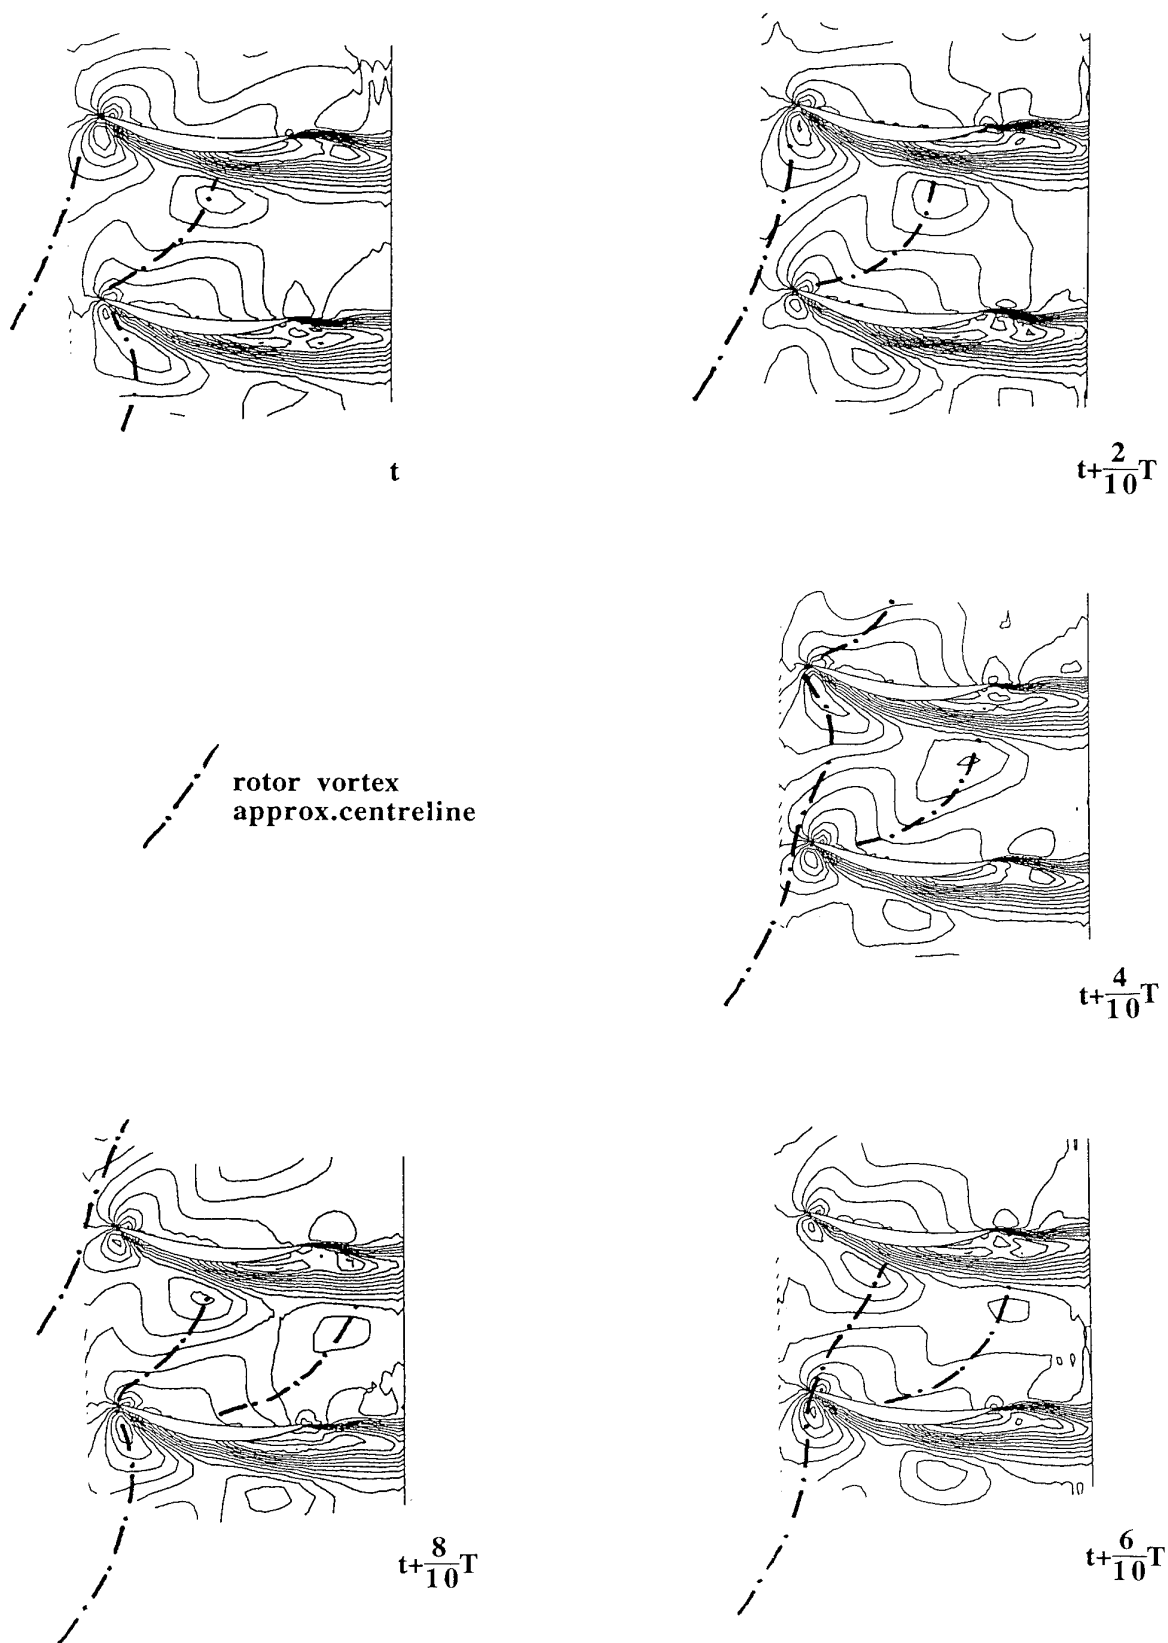 t
t+2/10T
rotor vortex
approx.centreline
t+4/10T
t+8/10T
t+6/10T